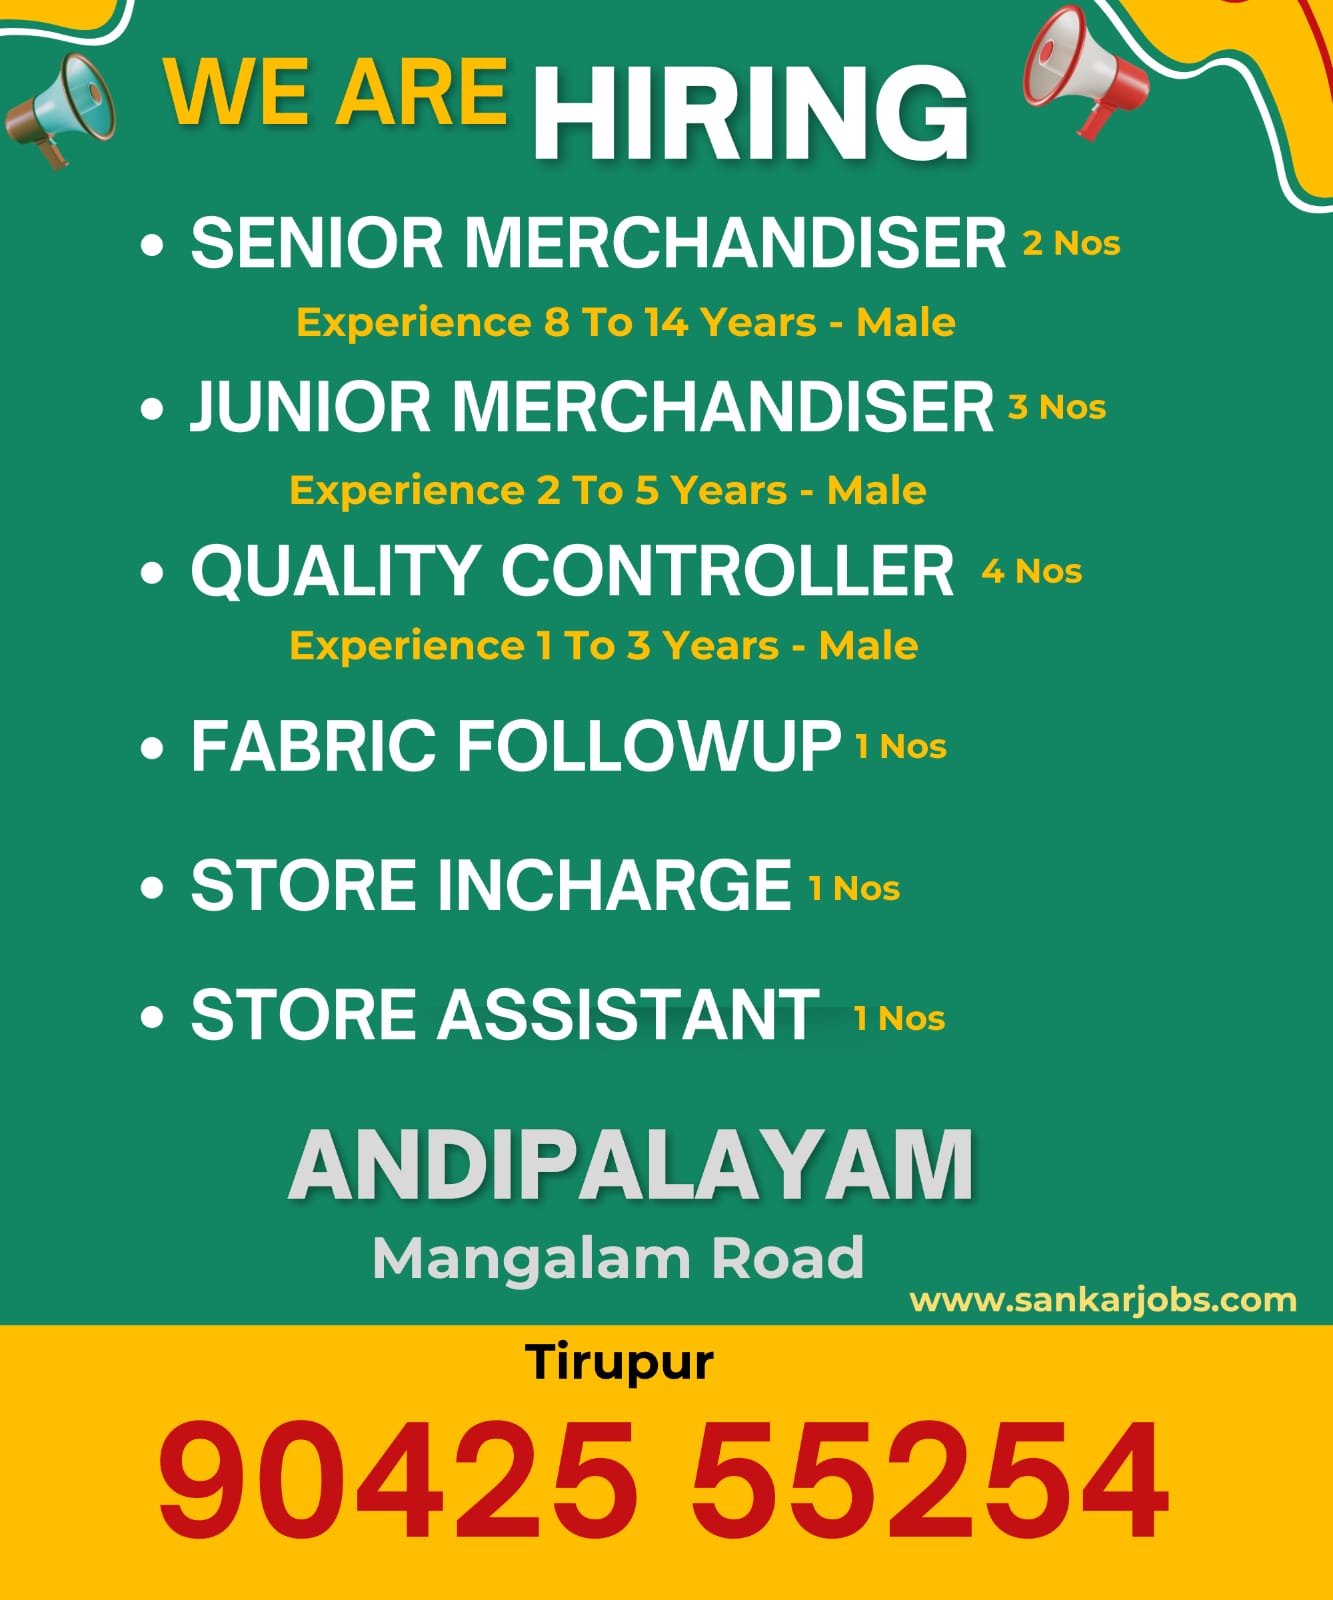 WE ARE HIRING
• SENIOR MERCHANDISER 2 Nos
Experience 8 To 14 Years - Male
• JUNIOR MERCHANDISER 3 Nos
Experience 2 To 5 Years - Male
• QUALITY CONTROLLER 4 Nos
Experience 1 To 3 Years - Male
• FABRIC FOLLOWUP 1 Nos
• STORE INCHARGE 1 Nos
• STORE ASSISTANT 1 Nos
ANDIPALAYAM
Mangalam Road
www.sankarjobs.com
Tirupur
90425 55254